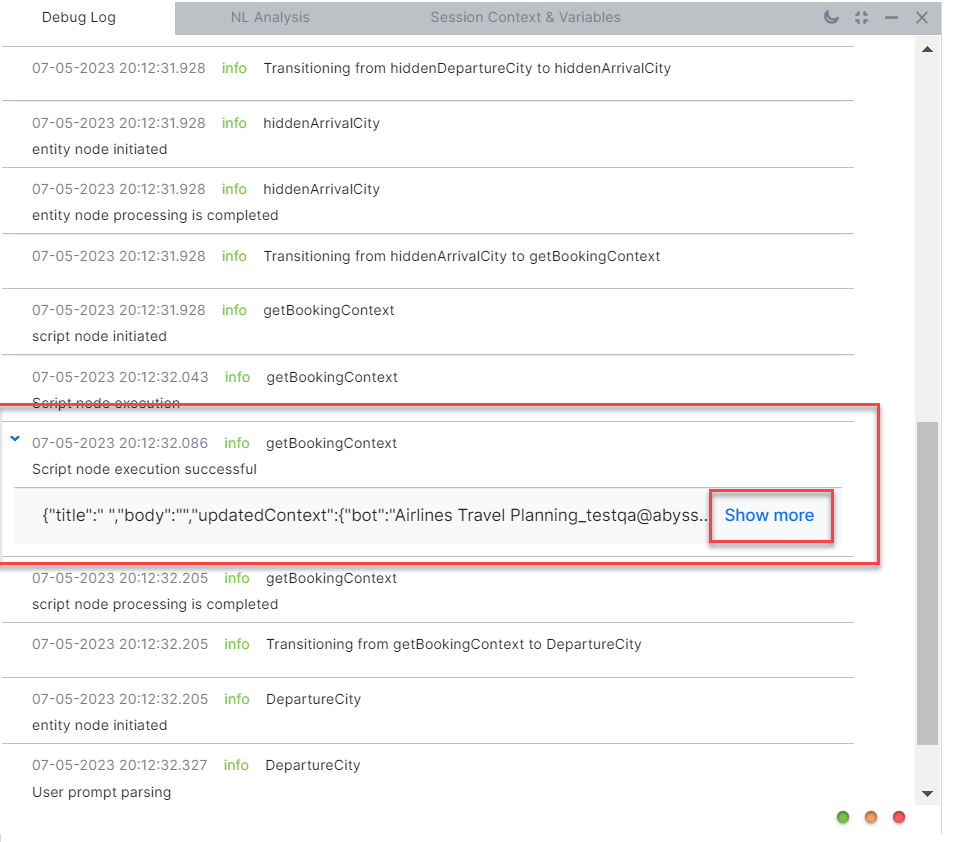 Debug Log NL Analysis Session Context & Variables
07-05-2023 20:12:31.928 info Transitioning from hiddenDepartureCity to hiddenArrivalCity
07-05-2023 20:12:31.928 info hiddenArrivalCity
entity node initiated
07-05-2023 20:12:31.928 info hiddenArrivalCity
entity node processing is completed
07-05-2023 20:12:31.928 info Transitioning from hiddenArrivalCity to getBookingContext
07-05-2023 20:12:31.928 info getBookingContext
script node initiated
07-05-2023 20:12:32.043 info getBookingContext
Script node execution
07-05-2023 20:12:32.086 info getBookingContext
Script node execution successful
{"title":" ","body":"","updatedContext":{"bot":"Airlines Travel Planning_testqa@abyss... Show more
07-05-2023 20:12:32.205 info getBookingContext
script node processing is completed
07-05-2023 20:12:32.205 info Transitioning from getBookingContext to DepartureCity
07-05-2023 20:12:32.205 info DepartureCity
entity node initiated
07-05-2023 20:12:32.327 info DepartureCity
User prompt parsing